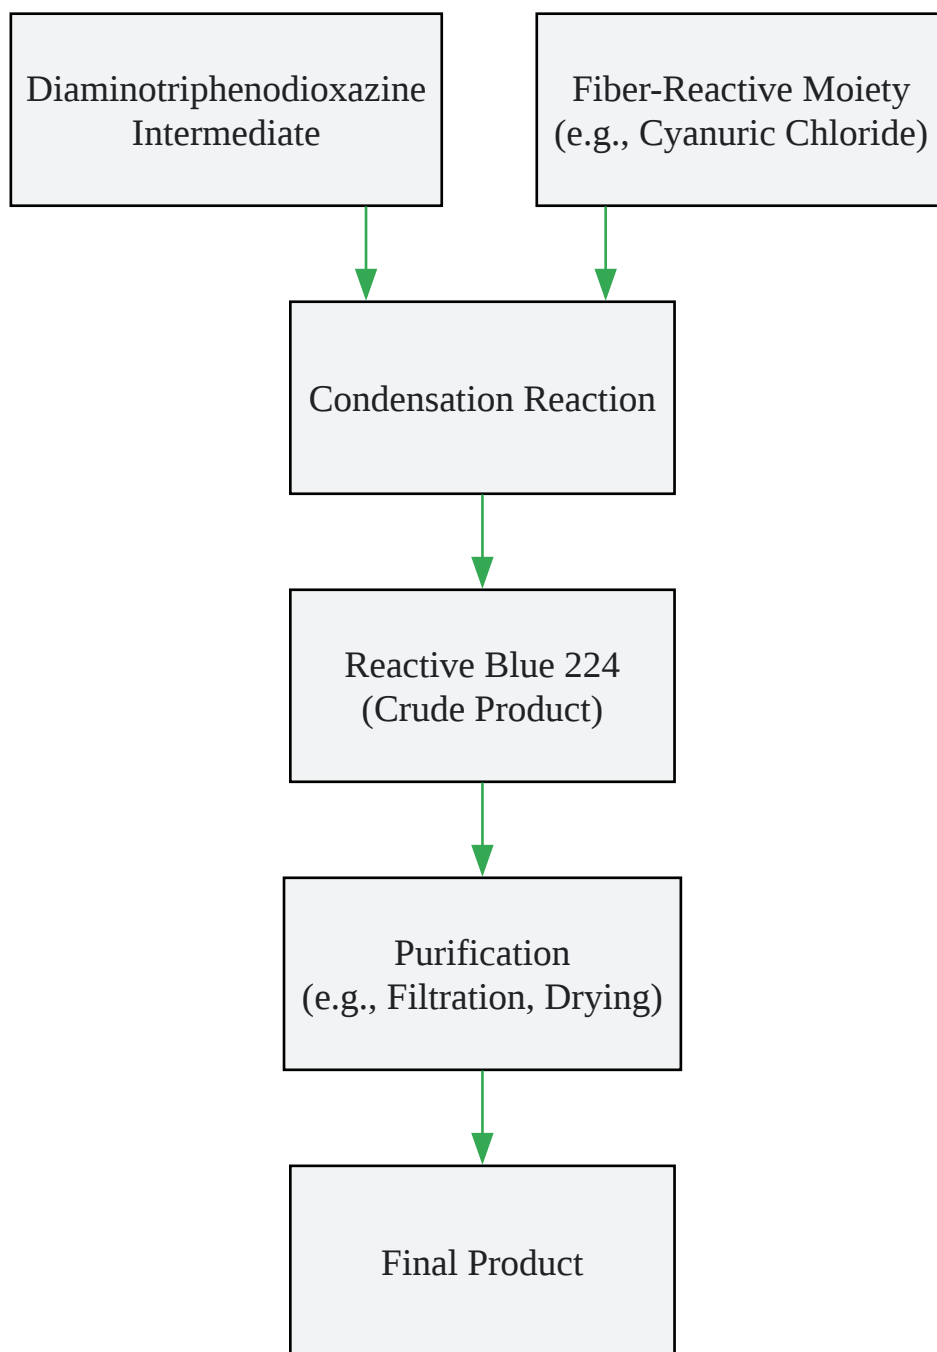 Diaminotriphenodioxazine
Intermediate
Fiber-Reactive Moiety
(e.g., Cyanuric Chloride)
Condensation Reaction
Reactive Blue 224
(Crude Product)
Purification
(e.g., Filtration, Drying)
Final Product